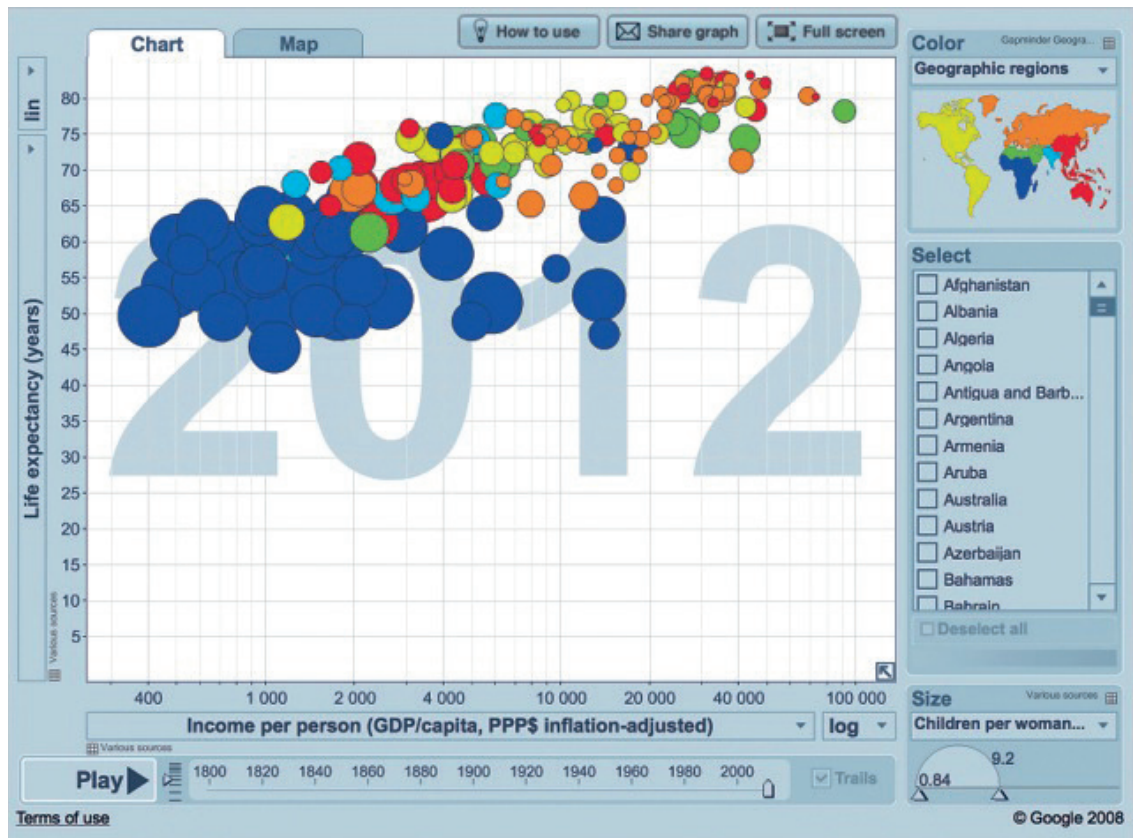 Chart
Map
How to use
Share graph
Full screen
Color
Gapminder Geogra...
Geographic regions
lin
Life expectancy (years)
Various sources
80
75
70
65
60
55
50
45
40
35
30
25
20
15
10
5
2012
400
1 000
2 000
4 000
10 000
20 000
40 000
100 000
Income per person (GDP/capita, PPP$ inflation-adjusted)
log
Various sources
Select
Afghanistan
Albania
Algeria
Angola
Antigua and Barb...
Argentina
Armenia
Aruba
Australia
Austria
Azerbaijan
Bahamas
Bahrain
Deselect all
Size
Various sources
Children per woman...
0.84
9.2
Play
1800 1820 1840 1860 1880 1900 1920 1940 1960 1980 2000
Trails
Terms of use
© Google 2008